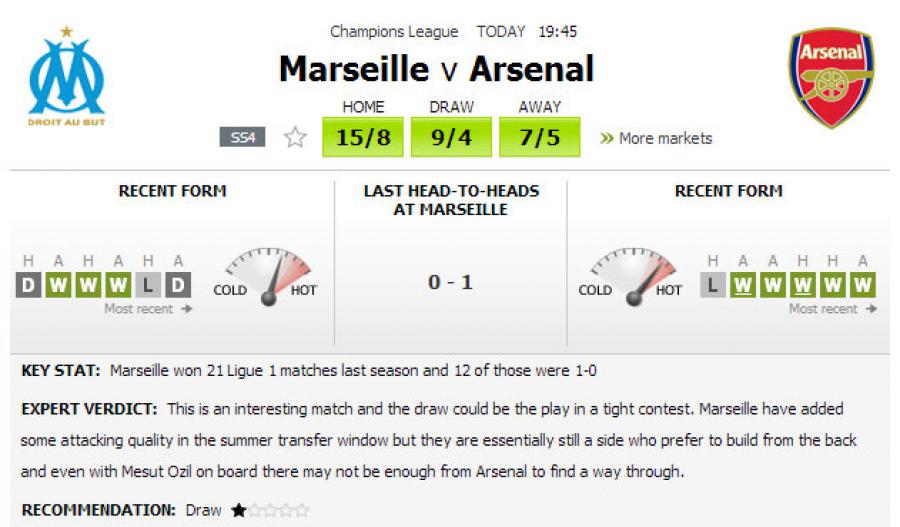 Champions League TODAY 19:45
Marseille v Arsenal
Arsenal
DROIT AU BUT
HOME DRAW AWAY
SS4 15/8 9/4 7/5 » More markets
RECENT FORM
LAST HEAD-TO-HEADS
AT MARSEILLE
RECENT FORM
H A H A H A
D W W W L D
COLD HOT
Most recent →
0 - 1
COLD HOT
H A A H H A
L W W W W W
Most recent →
KEY STAT: Marseille won 21 Ligue 1 matches last season and 12 of those were 1-0
EXPERT VERDICT: This is an interesting match and the draw could be the play in a tight contest. Marseille have added
some attacking quality in the summer transfer window but they are essentially still a side who prefer to build from the back
and even with Mesut Ozil on board there may not be enough from Arsenal to find a way through.
RECOMMENDATION: Draw ★☆☆☆☆